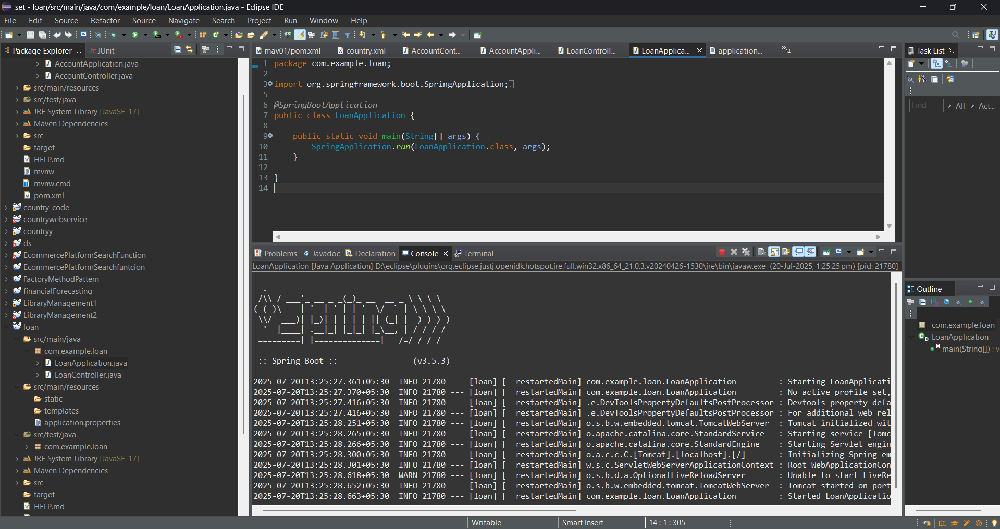 set - loan/src/main/java/com/example/loan/LoanApplication.java - Eclipse IDE
File Edit Source Refactor Source Navigate Search Project Run Window Help
Package Explorer JUnit
AccountApplication.java
AccountController.java
src/main/resources
src/test/java
JRE System Library [JavaSE-17]
Maven Dependencies
src
target
HELP.md
mvnw
mvnw.cmd
pom.xml
country-code
countrywebservice
countryy
ds
EcommercePlatformSearchFunction
EcommercePlatformSearchfuntcion
FactoryMethodPattern
financialForecasting
LibraryManagement1
LibraryManagement2
loan
src/main/java
com.example.loan
LoanApplication.java
LoanController.java
src/main/resources
static
templates
application.properties
src/test/java
com.example.loan
JRE System Library [JavaSE-17]
Maven Dependencies
src
target
HELP.md
mav01/pom.xml country.xml AccountCont... AccountAppli... LoanControll... LoanApplica... application... »34
1 package com.example.loan;
2
3 import org.springframework.boot.SpringApplication;
5
6 @SpringBootApplication
7 public class LoanApplication {
8
9 public static void main(String[] args) {
10 SpringApplication.run(LoanApplication.class, args);
11 }
12
13 }
14
Problems Javadoc Declaration Console Terminal
LoanApplication [Java Application] D:\eclipse\plugins\org.eclipse.justj.openjdk.hotspot.jre.full.win32.x86_64_21.0.3.v20240426-1530\jre\bin\javaw.exe (20-Jul-2025, 1:25:25 pm) [pid: 21780]
  .   ____          _            __ _ _
 /\\ / ___'_ __ _ _(_)_ __  __ _ \ \ \ \
( ( )\___ | '_ | '_| | '_ \/ _` | \ \ \ \
 \\/  ___)| |_)| | | | | || (_| |  ) ) ) )
  '  |____| .__|_| |_|_| |_\__, | / / / /
 =========|_|==============|___/=/_/_/_/
:: Spring Boot :: (v3.5.3)
2025-07-20T13:25:27.361+05:30 INFO 21780 --- [loan] [ restartedMain] com.example.loan.LoanApplication : Starting LoanApplicati
2025-07-20T13:25:27.370+05:30 INFO 21780 --- [loan] [ restartedMain] com.example.loan.LoanApplication : No active profile set,
2025-07-20T13:25:27.416+05:30 INFO 21780 --- [loan] [ restartedMain] .e.DevToolsPropertyDefaultsPostProcessor : Devtools property defa
2025-07-20T13:25:27.416+05:30 INFO 21780 --- [loan] [ restartedMain] .e.DevToolsPropertyDefaultsPostProcessor : For additional web rel
2025-07-20T13:25:28.251+05:30 INFO 21780 --- [loan] [ restartedMain] o.s.b.w.embedded.tomcat.TomcatWebServer : Tomcat initialized wit
2025-07-20T13:25:28.265+05:30 INFO 21780 --- [loan] [ restartedMain] o.apache.catalina.core.StandardService : Starting service [Tomc
2025-07-20T13:25:28.266+05:30 INFO 21780 --- [loan] [ restartedMain] o.apache.catalina.core.StandardEngine : Starting Servlet engin
2025-07-20T13:25:28.300+05:30 INFO 21780 --- [loan] [ restartedMain] o.a.c.c.C.[Tomcat].[localhost].[/] : Initializing Spring em
2025-07-20T13:25:28.301+05:30 INFO 21780 --- [loan] [ restartedMain] w.s.c.ServletWebServerApplicationContext : Root WebApplicationCon
2025-07-20T13:25:28.618+05:30 WARN 21780 --- [loan] [ restartedMain] o.s.b.d.a.OptionalLiveReloadServer : Unable to start LiveRe
2025-07-20T13:25:28.652+05:30 INFO 21780 --- [loan] [ restartedMain] o.s.b.w.embedded.tomcat.TomcatWebServer : Tomcat started on port
2025-07-20T13:25:28.663+05:30 INFO 21780 --- [loan] [ restartedMain] com.example.loan.LoanApplication : Started LoanApplicatio
Task List
Find All Act...
Outline
com.example.loan
LoanApplication
main(String[]) : v
Writable Smart Insert 14 : 1 : 305